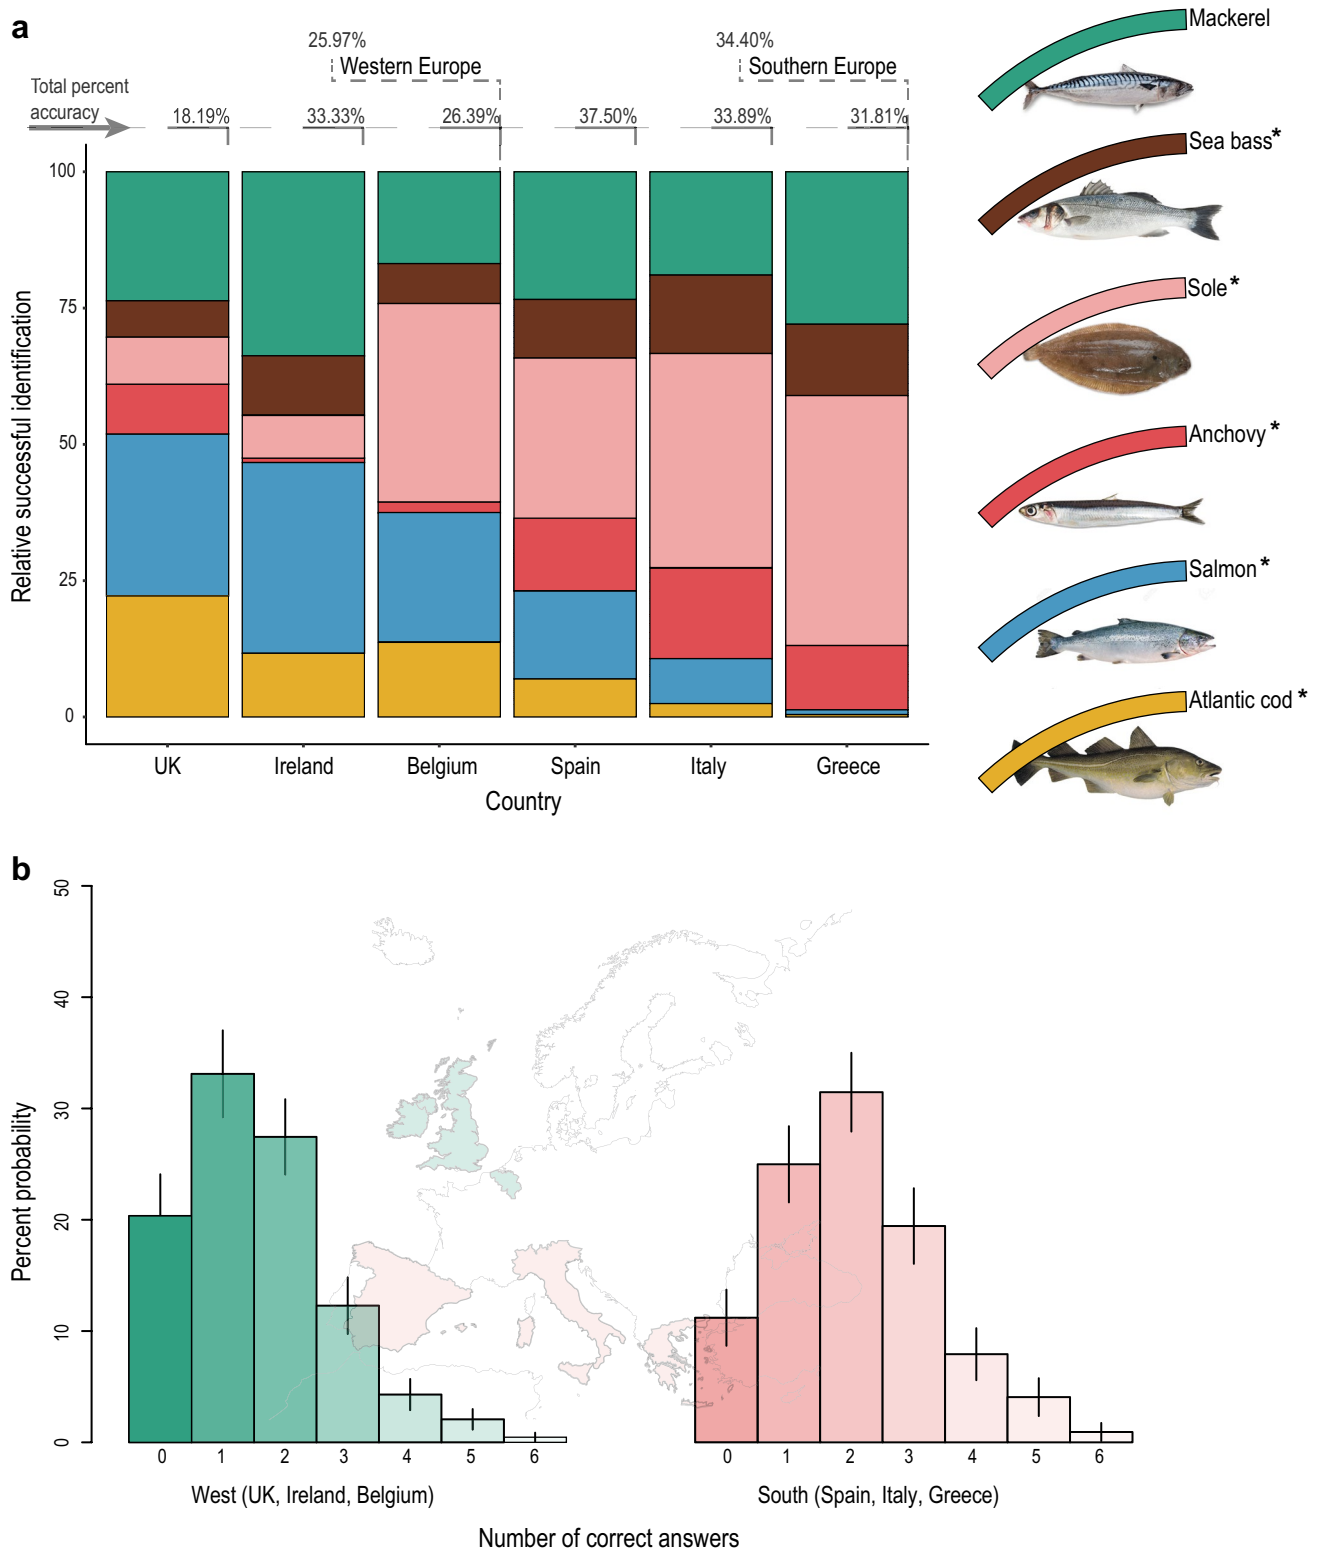 a
25.97%
34.40%
Western Europe
Southern Europe
Total percent
accuracy
18.19%
33.33%
26.39%
37.50%
33.89%
31.81%
Mackerel
Sea bass*
Sole*
Anchovy*
Salmon*
Atlantic cod*
Relative successful identification
100
75
50
25
0
UK
Ireland
Belgium
Spain
Italy
Greece
Country
b
Percent probability
50
40
30
20
10
0
0 1 2 3 4 5 6
0 1 2 3 4 5 6
West (UK, Ireland, Belgium)
South (Spain, Italy, Greece)
Number of correct answers